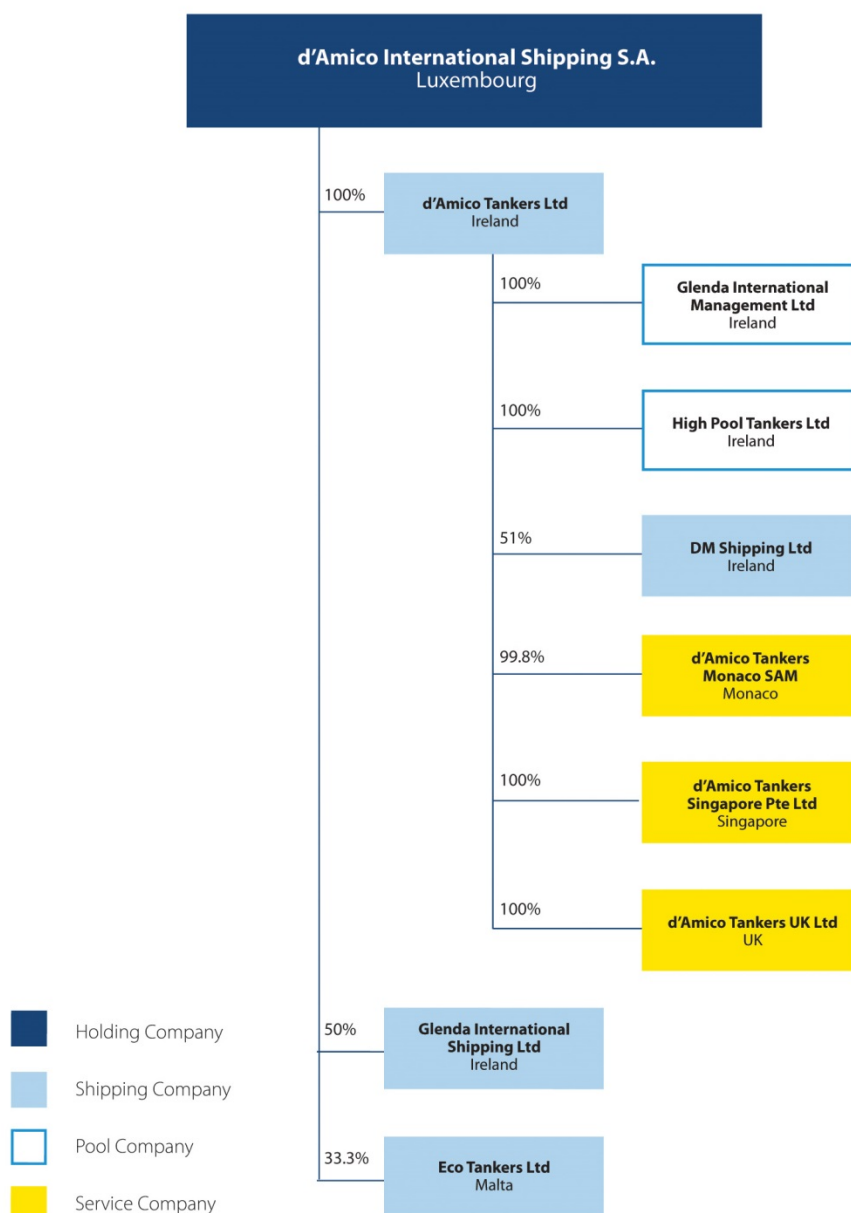 d’Amico International Shipping S.A.
Luxembourg
100%
d’Amico Tankers Ltd
Ireland
100%
Glenda International
Management Ltd
Ireland
100%
High Pool Tankers Ltd
Ireland
51%
DM Shipping Ltd
Ireland
99.8%
d’Amico Tankers
Monaco SAM
Monaco
100%
d’Amico Tankers
Singapore Pte Ltd
Singapore
100%
d’Amico Tankers UK Ltd
UK
50%
Glenda International
Shipping Ltd
Ireland
33.3%
Eco Tankers Ltd
Malta
Holding Company
Shipping Company
Pool Company
Service Company